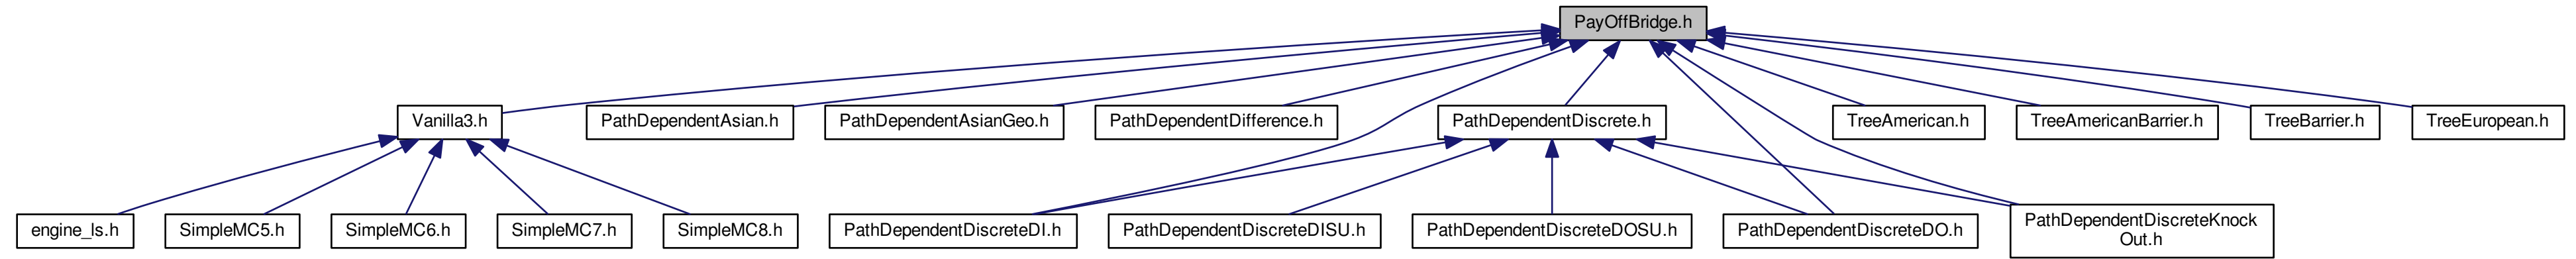 PayOffBridge.h
Vanilla3.h
PathDependentAsian.h
PathDependentAsianGeo.h
PathDependentDifference.h
PathDependentDiscrete.h
TreeAmerican.h
TreeAmericanBarrier.h
TreeBarrier.h
TreeEuropean.h
engine_ls.h
SimpleMC5.h
SimpleMC6.h
SimpleMC7.h
SimpleMC8.h
PathDependentDiscreteDI.h
PathDependentDiscreteDISU.h
PathDependentDiscreteDOSU.h
PathDependentDiscreteDO.h
PathDependentDiscreteKnock
Out.h